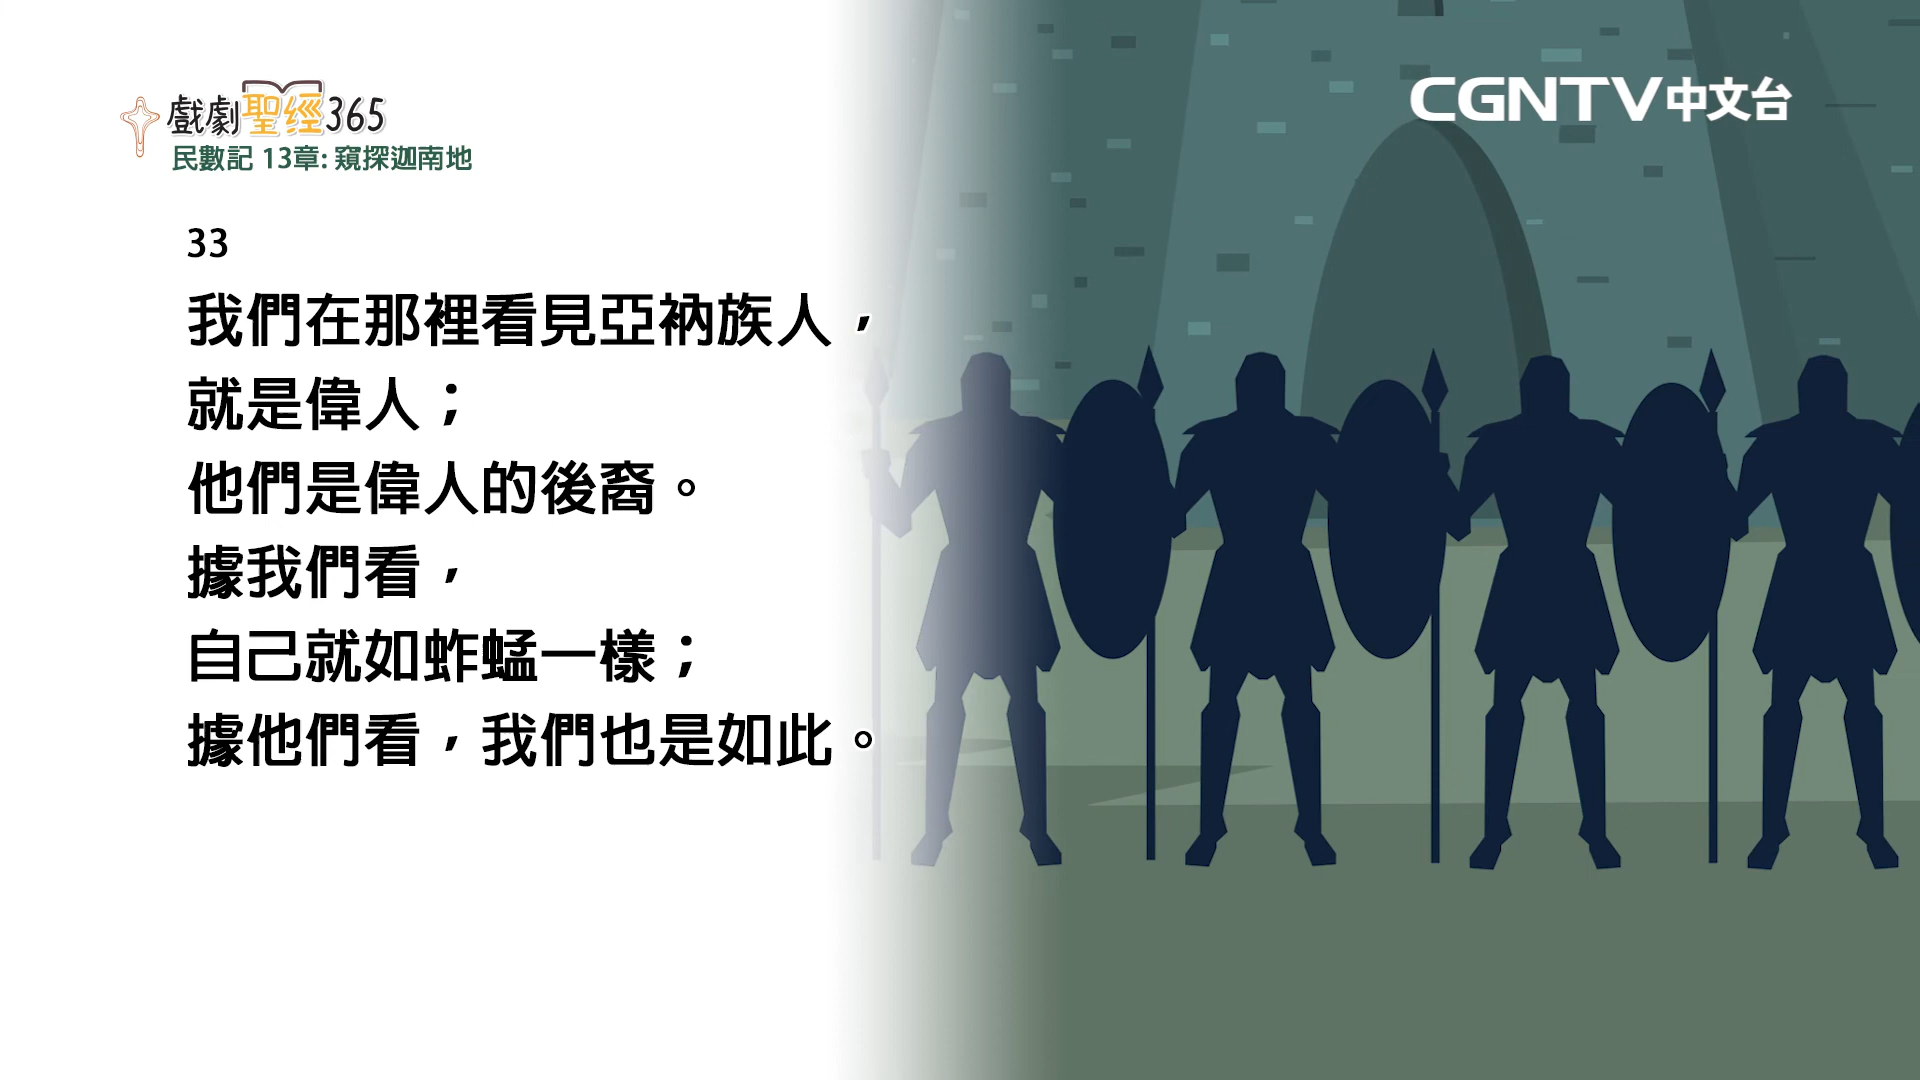 戲劇聖經365
CGNTV中文台
民數記 13章: 窺探迦南地
33
我們在那裡看見亞衲族人，
就是偉人；
他們是偉人的後裔。
據我們看，
自己就如蚱蜢一樣；
據他們看，我們也是如此。